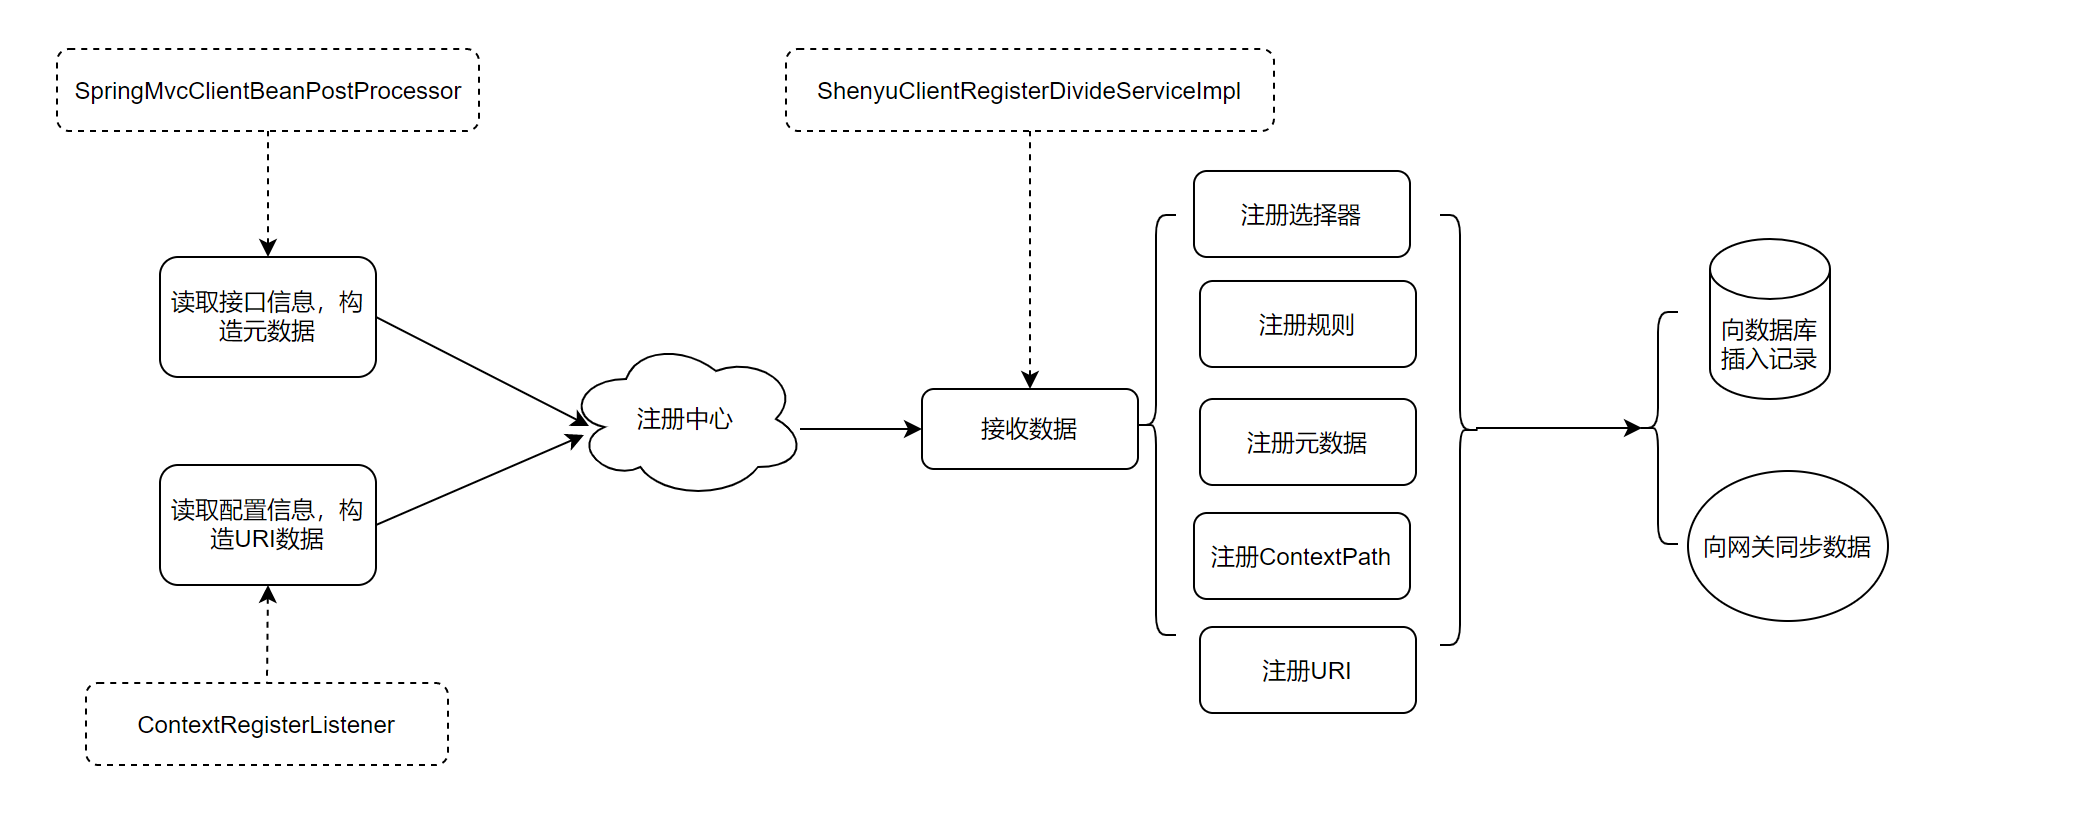 SpringMvcClientBeanPostProcessor
ShenyuClientRegisterDivideServiceImpl
读取接口信息，构
造元数据
读取配置信息，构
造URI数据
ContextRegisterListener
注册中心
接收数据
注册选择器
注册规则
注册元数据
注册ContextPath
注册URI
向数据库
插入记录
向网关同步数据